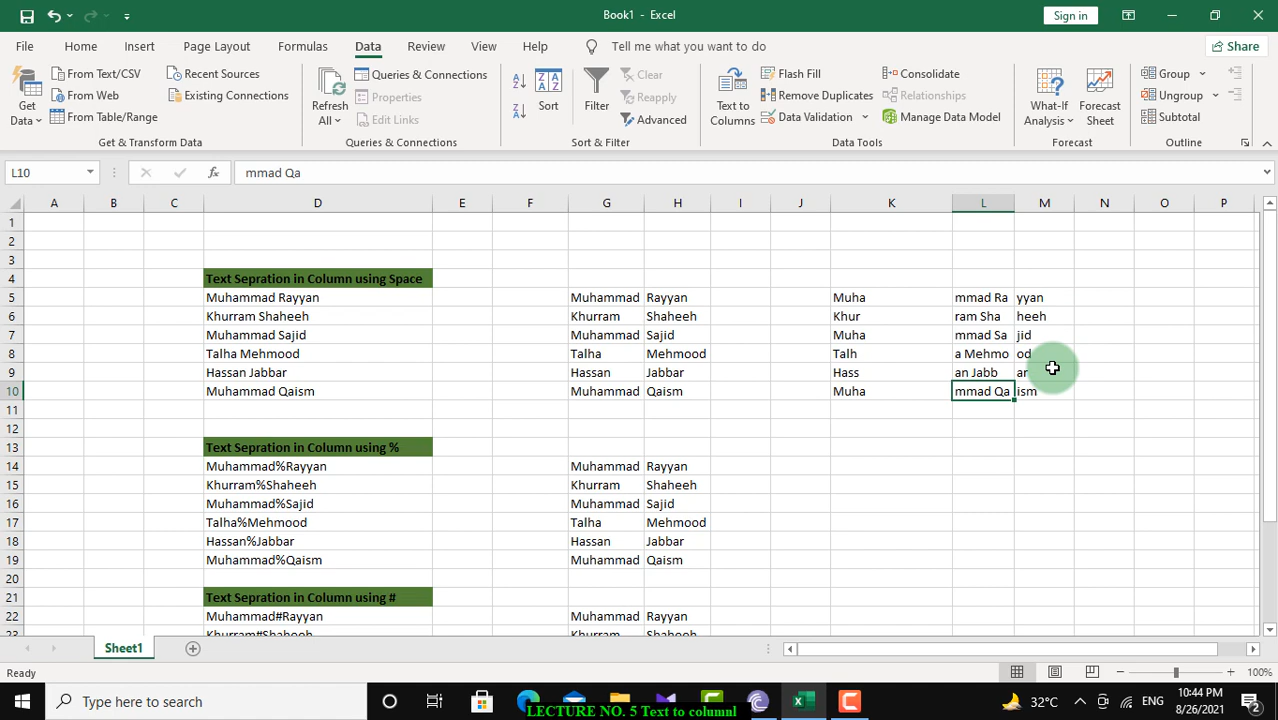 Book1 - Excel
Sign in
File Home Insert Page Layout Formulas Data Review View Help Tell me what you want to do Share
Get Data From Text/CSV From Web From Table/Range Recent Sources Existing Connections
Refresh All Queries & Connections Properties Edit Links
Sort Filter Clear Reapply Advanced
Text to Columns Flash Fill Remove Duplicates Data Validation Consolidate Relationships Manage Data Model
What-If Analysis Forecast Sheet Group Ungroup Subtotal
Get & Transform Data Queries & Connections Sort & Filter Data Tools Forecast Outline
L10 fx mmad Qa
A B C D E F G H I J K L M N O P
1
2
3
4 Text Sepration in Column using Space
5 Muhammad Rayyan Muhammad Rayyan Muha mmad Ra yyan
6 Khurram Shaheeh Khurram Shaheeh Khur ram Sha heeh
7 Muhammad Sajid Muhammad Sajid Muha mmad Sa jid
8 Talha Mehmood Talha Mehmood Talh a Mehmo od
9 Hassan Jabbar Hassan Jabbar Hass an Jabb ar
10 Muhammad Qaism Muhammad Qaism Muha mmad Qa ism
11
12
13 Text Sepration in Column using %
14 Muhammad%Rayyan Muhammad Rayyan
15 Khurram%Shaheeh Khurram Shaheeh
16 Muhammad%Sajid Muhammad Sajid
17 Talha%Mehmood Talha Mehmood
18 Hassan%Jabbar Hassan Jabbar
19 Muhammad%Qaism Muhammad Qaism
20
21 Text Sepration in Column using #
22 Muhammad#Rayyan Muhammad Rayyan
23 Khurram#Shaheeh Khurram Shaheeh
Sheet1
Ready 100%
Type here to search 32°C ENG 10:44 PM
8/26/2021 2
LECTURE NO. 5 Text to columnl